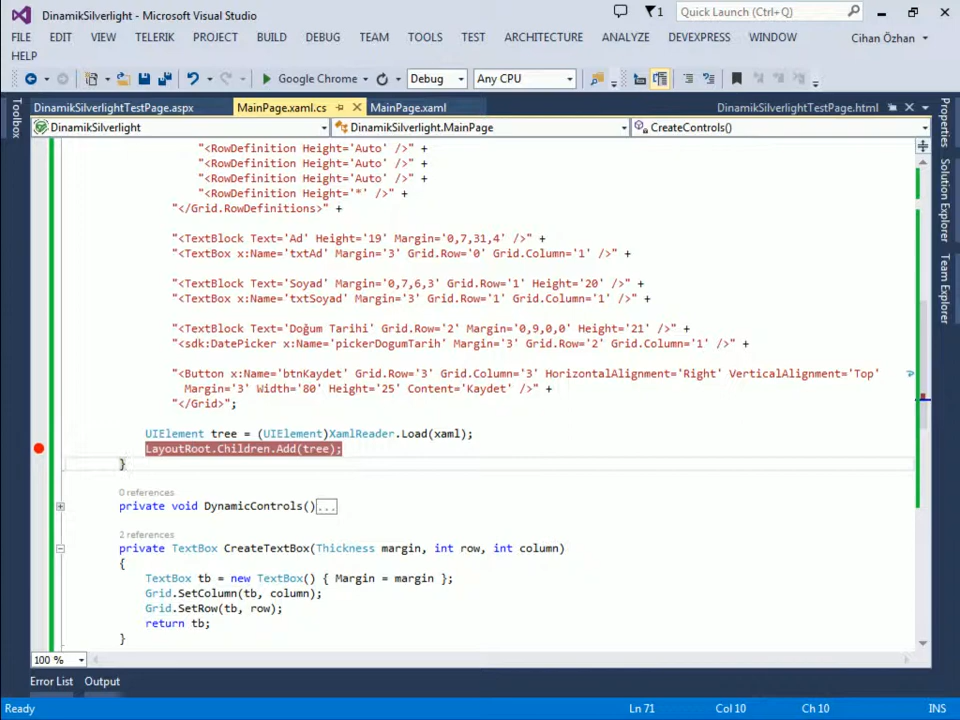 DinamikSilverlight - Microsoft Visual Studio
1
Quick Launch (Ctrl+Q)
FILE EDIT VIEW TELERIK PROJECT BUILD DEBUG TEAM TOOLS TEST ARCHITECTURE ANALYZE DEVEXPRESS WINDOW Cihan Özhan
HELP
Google Chrome Debug Any CPU
DinamikSilverlightTestPage.aspx MainPage.xaml.cs MainPage.xaml DinamikSilverlightTestPage.html
DinamikSilverlight DinamikSilverlight.MainPage CreateControls()
Toolbox
Properties
Solution Explorer
Team Explorer
"<RowDefinition Height='Auto' />" +
"<RowDefinition Height='Auto' />" +
"<RowDefinition Height='Auto' />" +
"<RowDefinition Height='*' />" +
"</Grid.RowDefinitions>" +
"<TextBlock Text='Ad' Height='19' Margin='0,7,31,4' />" +
"<TextBox x:Name='txtAd' Margin='3' Grid.Row='0' Grid.Column='1' />" +
"<TextBlock Text='Soyad' Margin='0,7,6,3' Grid.Row='1' Height='20' />" +
"<TextBox x:Name='txtSoyad' Margin='3' Grid.Row='1' Grid.Column='1' />" +
"<TextBlock Text='Doğum Tarihi' Grid.Row='2' Margin='0,9,0,0' Height='21' />" +
"<sdk:DatePicker x:Name='pickerDogumTarih' Margin='3' Grid.Row='2' Grid.Column='1' />" +
"<Button x:Name='btnKaydet' Grid.Row='3' Grid.Column='3' HorizontalAlignment='Right' VerticalAlignment='Top'
Margin='3' Width='80' Height='25' Content='Kaydet' />" +
"</Grid>";
UIElement tree = (UIElement)XamlReader.Load(xaml);
LayoutRoot.Children.Add(tree);
}
0 references
private void DynamicControls()...
2 references
private TextBox CreateTextBox(Thickness margin, int row, int column)
{
TextBox tb = new TextBox() { Margin = margin };
Grid.SetColumn(tb, column);
Grid.SetRow(tb, row);
return tb;
}
100 %
Error List Output
Ready Ln 71 Col 10 Ch 10 INS